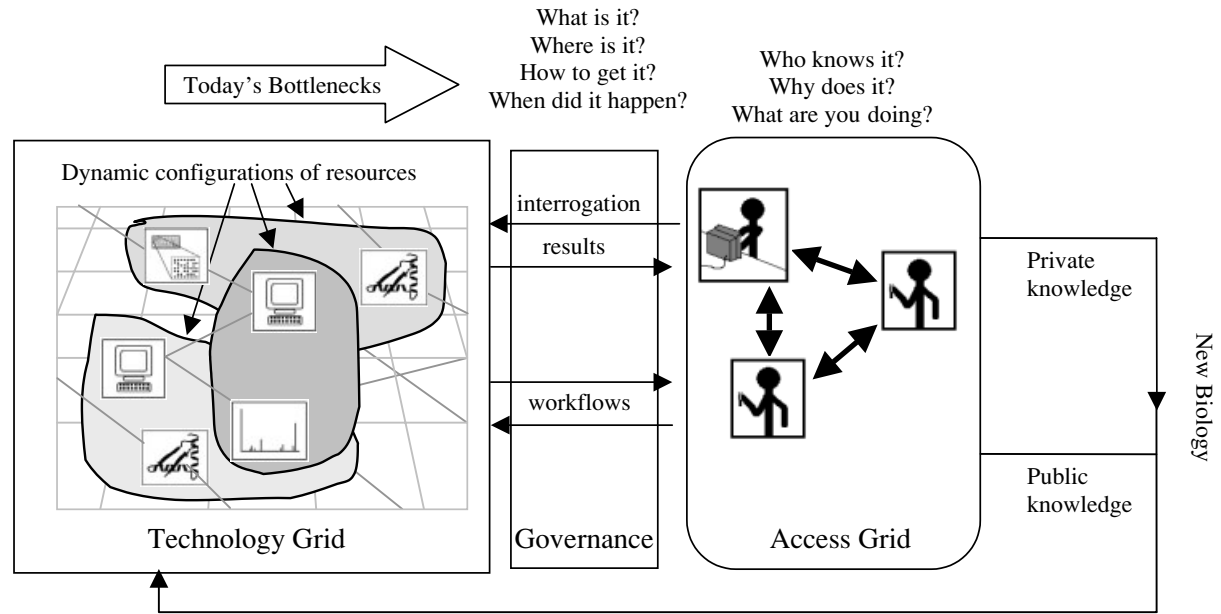 What is it?
Where is it?
How to get it?
When did it happen?
Who knows it?
Why does it?
What are you doing?
Today's Bottlenecks
Dynamic configurations of resources
interrogation
results
workflows
Private
knowledge
Public
knowledge
New Biology
Technology Grid
Governance
Access Grid